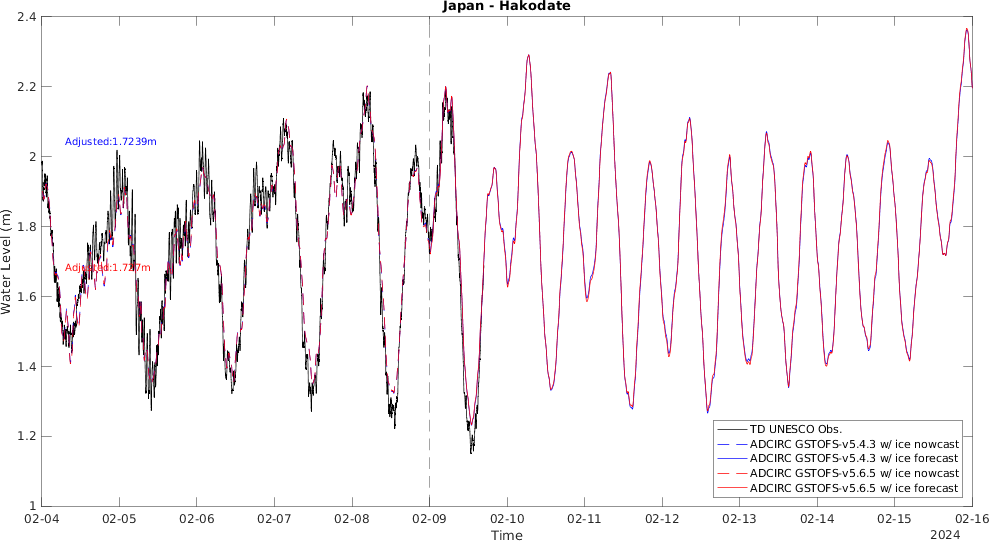 Japan - Hakodate
2.4
2.2
2
1.8
1.6
1.4
1.2
1
Water Level (m)
Adjusted:1.7239m
Adjusted:1.727m
TD UNESCO Obs.
ADCIRC GSTOFS-v5.4.3 w/ ice nowcast
ADCIRC GSTOFS-v5.4.3 w/ ice forecast
ADCIRC GSTOFS-v5.6.5 w/ ice nowcast
ADCIRC GSTOFS-v5.6.5 w/ ice forecast
02-04 02-05 02-06 02-07 02-08 02-09 02-10 02-11 02-12 02-13 02-14 02-15 02-16
Time
2024